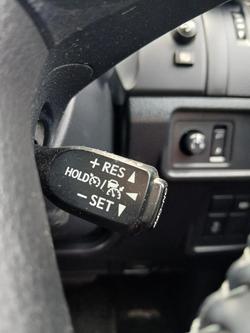 + RES ▲
HOLD /
− SET ▼